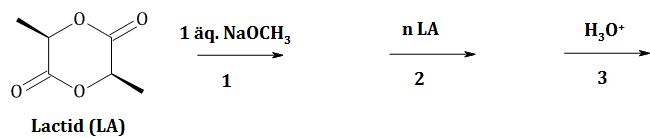 O
O
O
O
Lactid (LA)
1 äq. NaOCH₃
1
n LA
2
H₃O⁺
3